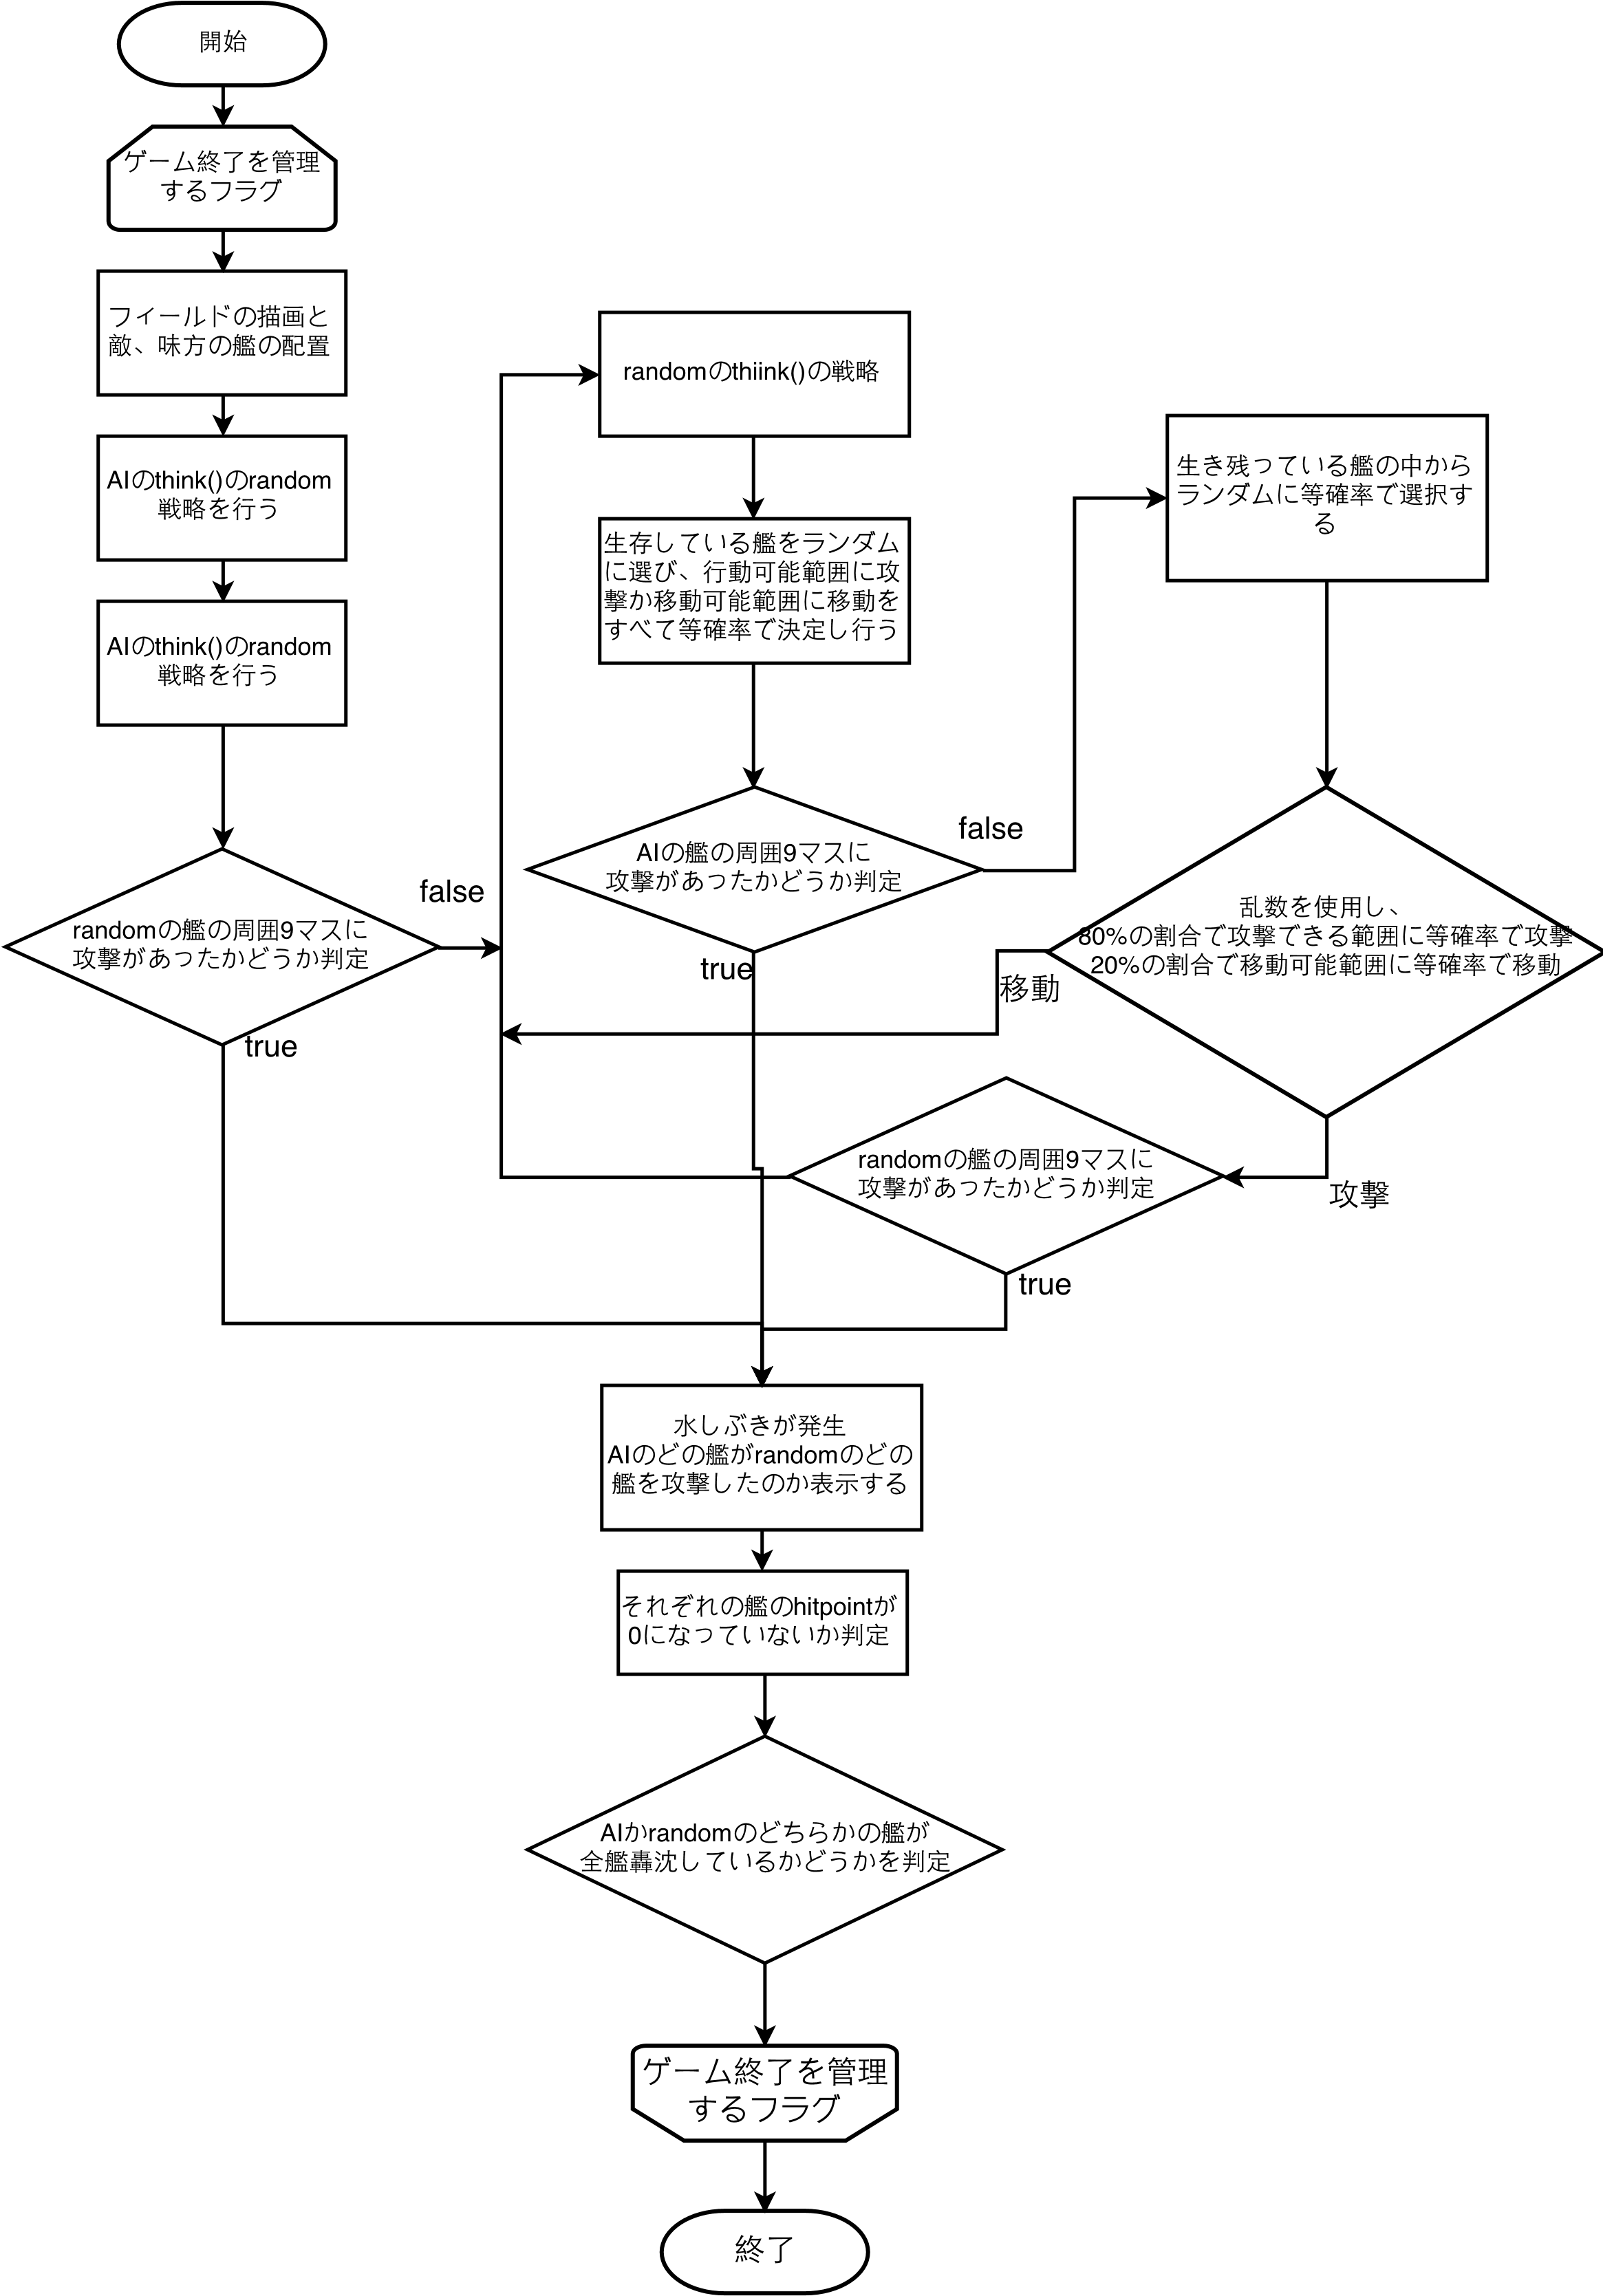 開始
ゲーム終了を管理
するフラグ
フィールドの描画と
敵、味方の艦の配置
AIのthink()のrandom
戦略を行う
AIのthink()のrandom
戦略を行う
randomの艦の周囲9マスに
攻撃があったかどうか判定
false
true
randomのthiink()の戦略
生存している艦をランダム
に選び、行動可能範囲に攻
撃か移動可能範囲に移動を
すべて等確率で決定し行う
AIの艦の周囲9マスに
攻撃があったかどうか判定
false
true
生き残っている艦の中から
ランダムに等確率で選択す
る
乱数を使用し、
80%の割合で攻撃できる範囲に等確率で攻撃
20%の割合で移動可能範囲に等確率で移動
移動
攻撃
randomの艦の周囲9マスに
攻撃があったかどうか判定
true
水しぶきが発生
AIのどの艦がrandomのどの
艦を攻撃したのか表示する
それぞれの艦のhitpointが
0になっていないか判定
AIかrandomのどちらかの艦が
全艦轟沈しているかどうかを判定
ゲーム終了を管理
するフラグ
終了